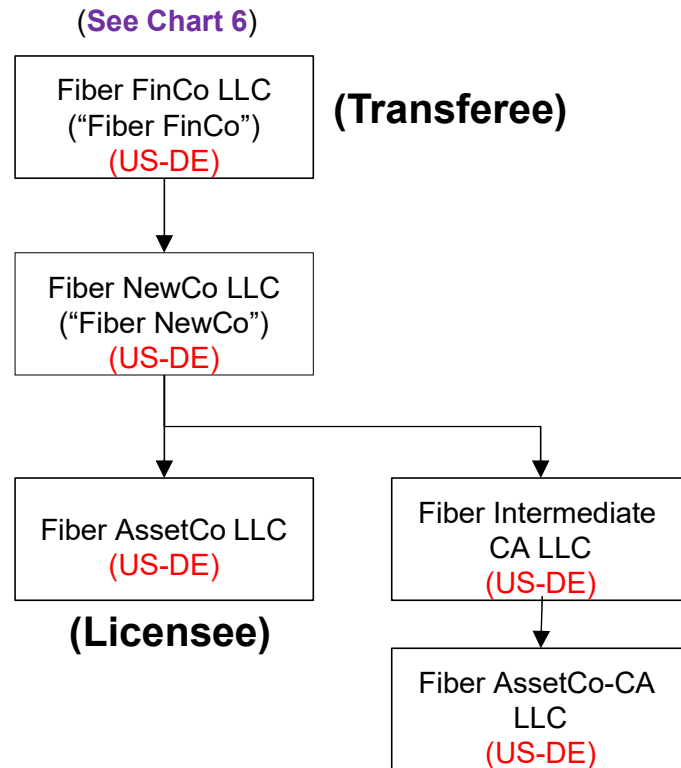 (See Chart 6)
Fiber FinCo LLC
(“Fiber FinCo”)
(US-DE)
(Transferee)
Fiber NewCo LLC
(“Fiber NewCo”)
(US-DE)
Fiber AssetCo LLC
(US-DE)
(Licensee)
Fiber Intermediate
CA LLC
(US-DE)
Fiber AssetCo-CA
LLC
(US-DE)